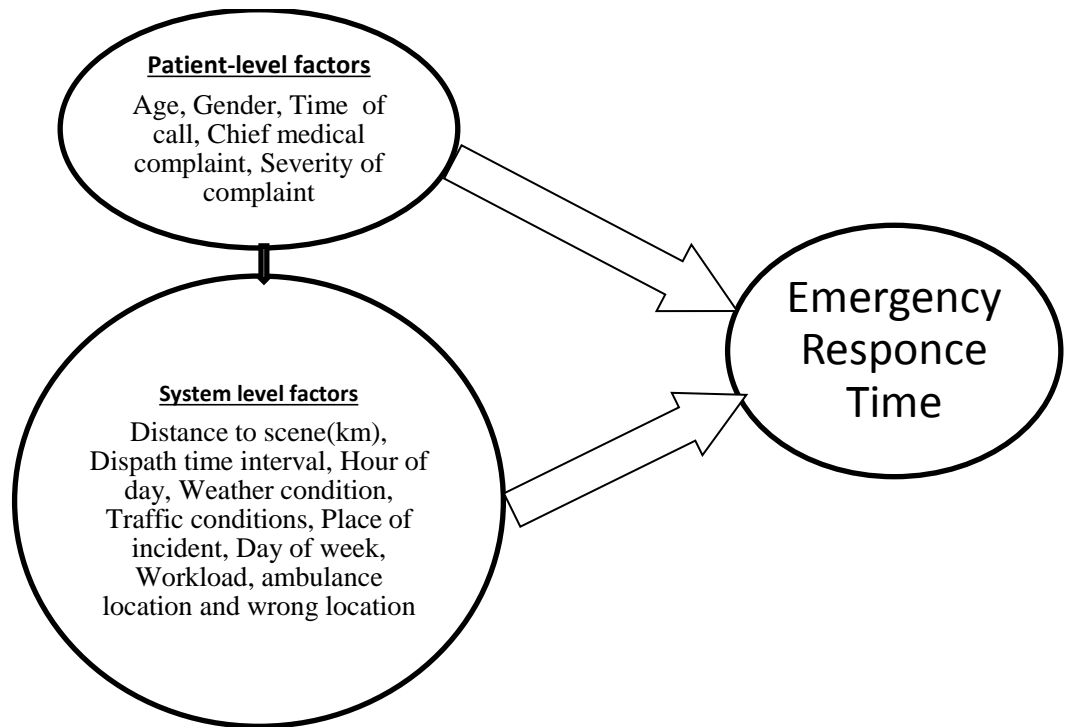 Patient-level factors
Age, Gender, Time of
call, Chief medical
complaint, Severity of
complaint
System level factors
Distance to scene(km),
Dispath time interval, Hour of
day, Weather condition,
Traffic conditions, Place of
incident, Day of week,
Workload, ambulance
location and wrong location
Emergency
Responce
Time